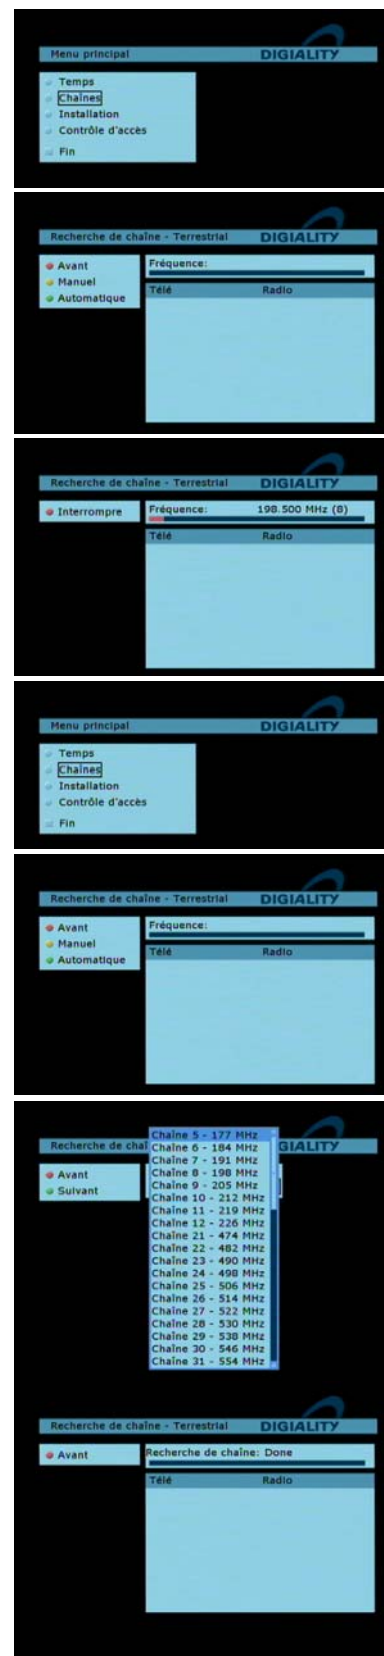 Menu principal DIGIALITY
Temps
Chaînes
Installation
Contrôle d'accès
Fin
Recherche de chaîne - Terrestrial DIGIALITY
Avant
Manuel
Automatique
Fréquence:
Télé Radio
Recherche de chaîne - Terrestrial DIGIALITY
Interrompre
Fréquence: 198.500 MHz (8)
Télé Radio
Menu principal DIGIALITY
Temps
Chaînes
Installation
Contrôle d'accès
Fin
Recherche de chaîne - Terrestrial DIGIALITY
Avant
Manuel
Automatique
Fréquence:
Télé Radio
Recherche de chaî GIALITY
Avant
Suivant
Chaîne 5 - 177 MHz
Chaîne 6 - 184 MHz
Chaîne 7 - 191 MHz
Chaîne 8 - 198 MHz
Chaîne 9 - 205 MHz
Chaîne 10 - 212 MHz
Chaîne 11 - 219 MHz
Chaîne 12 - 226 MHz
Chaîne 21 - 474 MHz
Chaîne 22 - 482 MHz
Chaîne 23 - 490 MHz
Chaîne 24 - 498 MHz
Chaîne 25 - 506 MHz
Chaîne 26 - 514 MHz
Chaîne 27 - 522 MHz
Chaîne 28 - 530 MHz
Chaîne 29 - 538 MHz
Chaîne 30 - 546 MHz
Chaîne 31 - 554 MHz
Recherche de chaîne - Terrestrial DIGIALITY
Avant
Recherche de chaîne: Done
Télé Radio